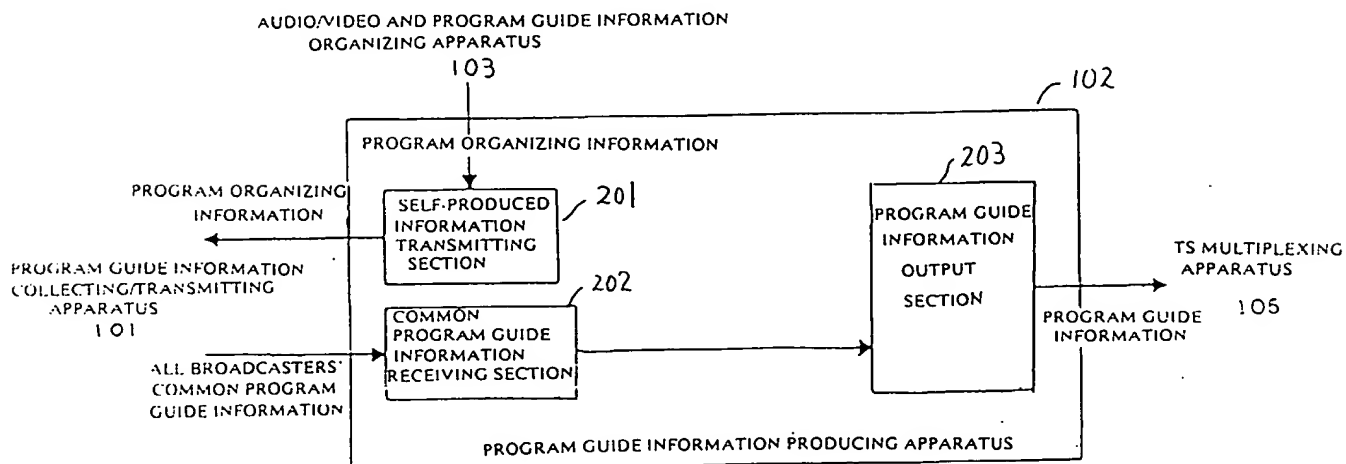 AUDIO/VIDEO AND PROGRAM GUIDE INFORMATION
ORGANIZING APPARATUS
103
102
PROGRAM ORGANIZING INFORMATION
PROGRAM ORGANIZING
INFORMATION
SELF-PRODUCED
INFORMATION
TRANSMITTING
SECTION
201
203
PROGRAM GUIDE
INFORMATION
OUTPUT
SECTION
PROGRAM GUIDE INFORMATION
COLLECTING/TRANSMITTING
APPARATUS
101
202
COMMON
PROGRAM GUIDE
INFORMATION
RECEIVING SECTION
TS MULTIPLEXING
APPARATUS
105
PROGRAM GUIDE
INFORMATION
ALL BROADCASTERS'
COMMON PROGRAM
GUIDE INFORMATION
PROGRAM GUIDE INFORMATION PRODUCING APPARATUS